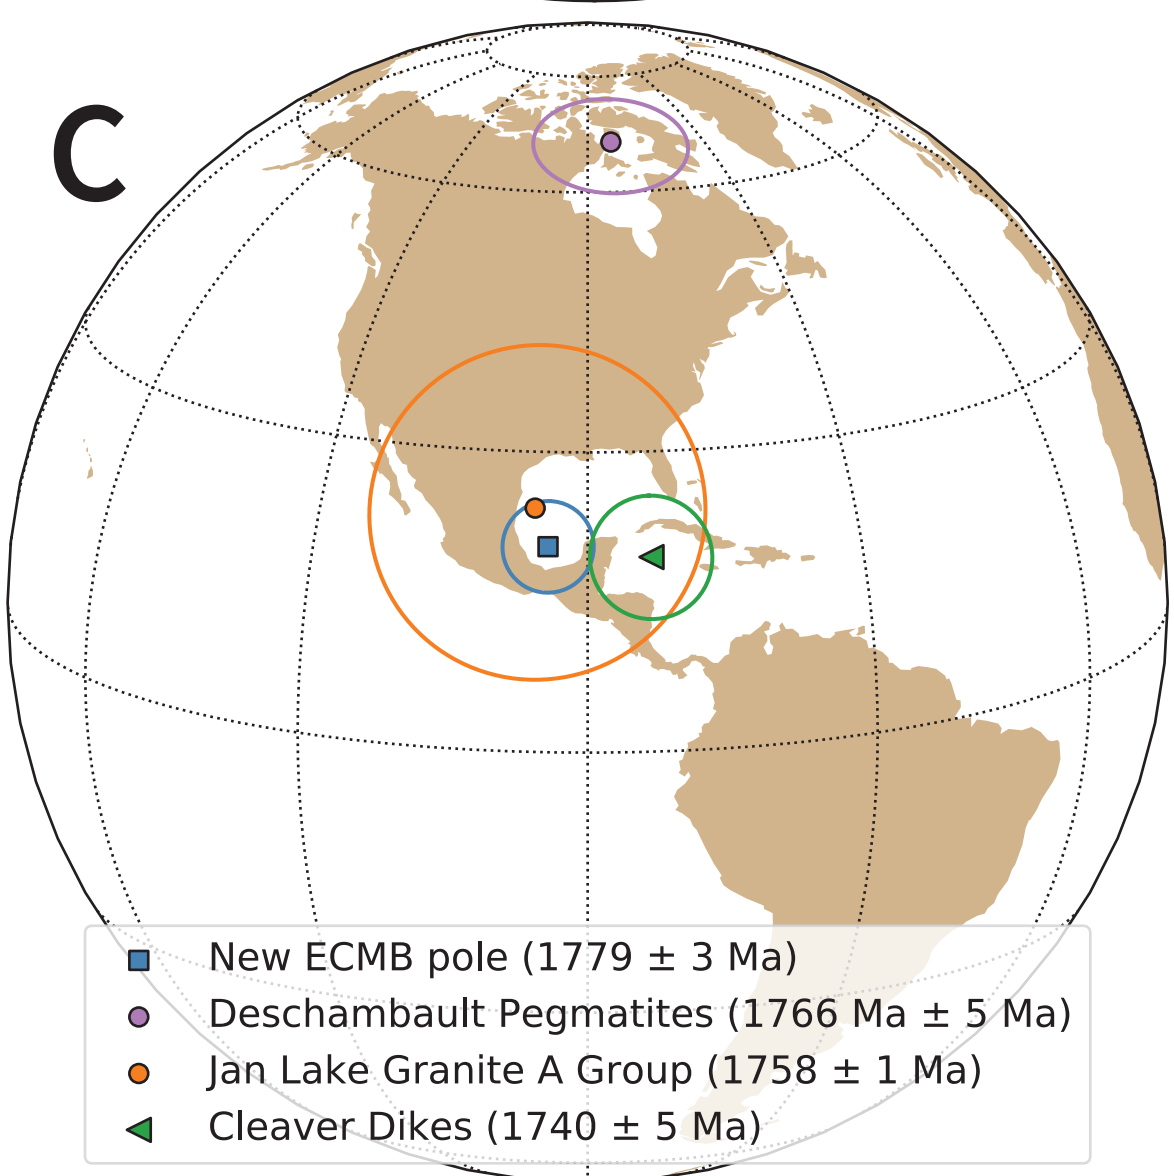 C
New ECMB pole (1779 ± 3 Ma)
Deschambault Pegmatites (1766 Ma ± 5 Ma)
Jan Lake Granite A Group (1758 ± 1 Ma)
Cleaver Dikes (1740 ± 5 Ma)